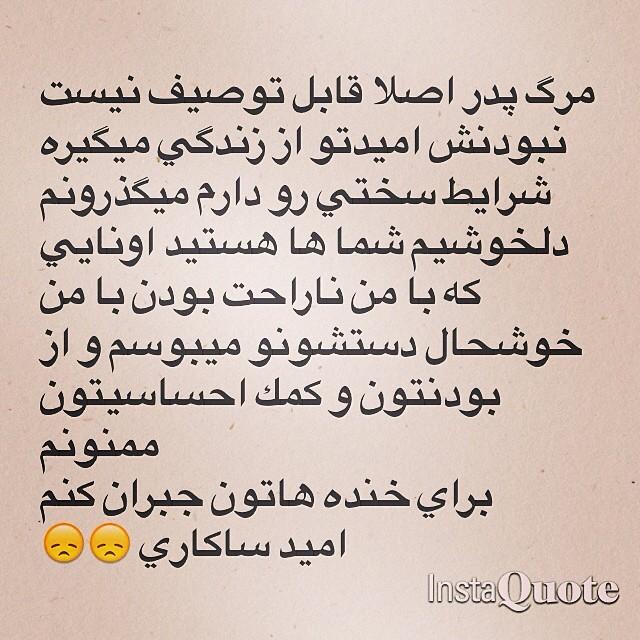 مرگ پدر اصلا قابل توصيف نيست
نبودنش اميدتو از زندگي ميگيره
شرايط سختي رو دارم ميگذرونم
دلخوشيم شما ها هستيد اونايي
كه با من ناراحت بودن با من
خوشحال دستشونو ميبوسم و از
بودنتون و كمك احساسيتون
ممنونم
براي خنده هاتون جبران كنم
اميد ساكاري 😞😞
InstaQuote